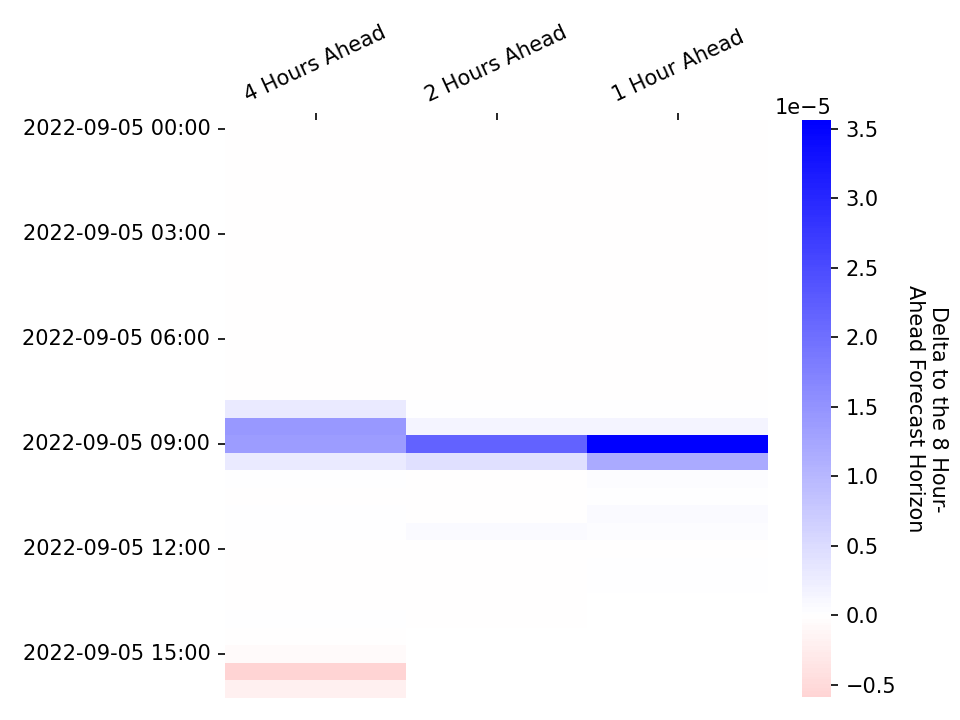 4 Hours Ahead
2 Hours Ahead
1 Hour Ahead
1e−5
2022-09-05 00:00
2022-09-05 03:00
2022-09-05 06:00
2022-09-05 09:00
2022-09-05 12:00
2022-09-05 15:00
3.5
3.0
2.5
2.0
1.5
1.0
0.5
0.0
−0.5
Delta to the 8 Hour-
Ahead Forecast Horizon